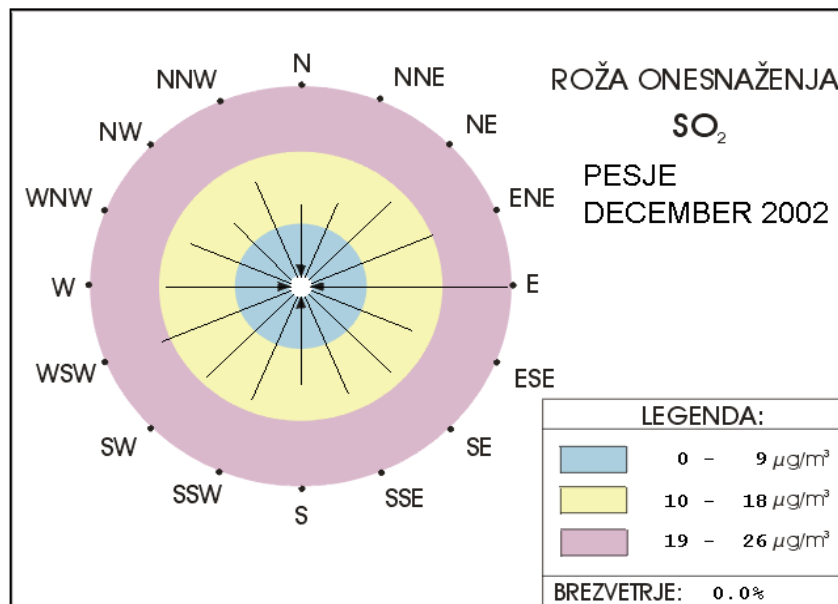 N
NNE
NE
ENE
E
ESE
SE
SSE
S
SSW
SW
WSW
W
WNW
NW
NNW
ROŽA ONESNAŽENJA
SO₂
PESJE
DECEMBER 2002
LEGENDA:
0 - 9 µg/m³
10 - 18 µg/m³
19 - 26 µg/m³
BREZVETRJE: 0.0%